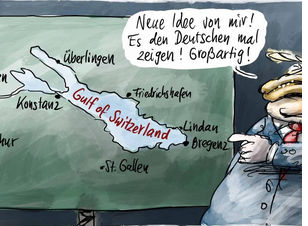 Neue Idee von mir!
Es den Deutschen mal
zeigen! Großartig!
Überlingen
en
Konstanz
Friedrichshafen
Gulf of Switzerland
Lindau
Bregenz
St. Gallen
hur